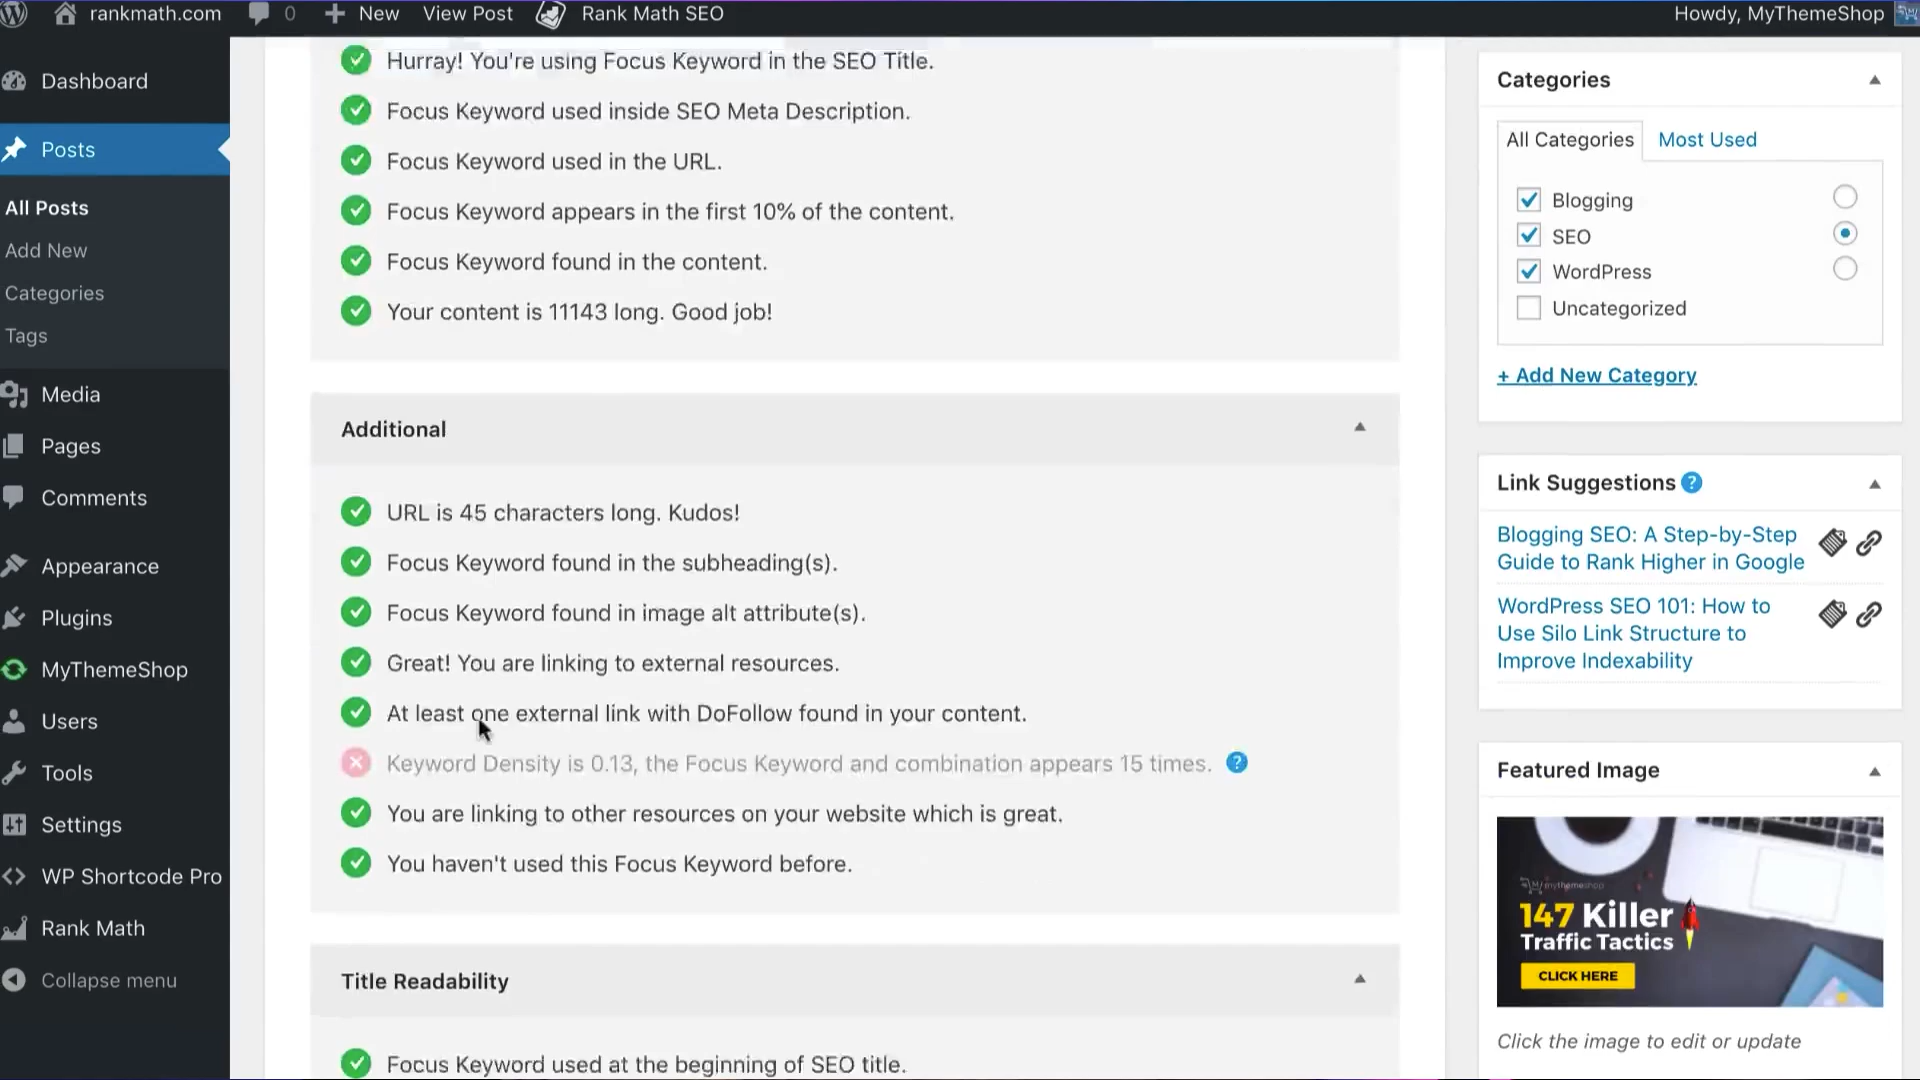 rankmath.com
0
New
View Post
Rank Math SEO
Howdy, MyThemeShop
Dashboard
Posts
All Posts
Add New
Categories
Tags
Media
Pages
Comments
Appearance
Plugins
MyThemeShop
Users
Tools
Settings
WP Shortcode Pro
Rank Math
Collapse menu
Hurray! You're using Focus Keyword in the SEO Title.
Focus Keyword used inside SEO Meta Description.
Focus Keyword used in the URL.
Focus Keyword appears in the first 10% of the content.
Focus Keyword found in the content.
Your content is 11143 long. Good job!
Additional
URL is 45 characters long. Kudos!
Focus Keyword found in the subheading(s).
Focus Keyword found in image alt attribute(s).
Great! You are linking to external resources.
At least one external link with DoFollow found in your content.
Keyword Density is 0.13, the Focus Keyword and combination appears 15 times. ?
You are linking to other resources on your website which is great.
You haven't used this Focus Keyword before.
Title Readability
Focus Keyword used at the beginning of SEO title.
Categories
All Categories
Most Used
Blogging
SEO
WordPress
Uncategorized
+ Add New Category
Link Suggestions ?
Blogging SEO: A Step-by-Step
Guide to Rank Higher in Google
WordPress SEO 101: How to
Use Silo Link Structure to
Improve Indexability
Featured Image
mythemeshop
147 Killer
Traffic Tactics
CLICK HERE
Click the image to edit or update